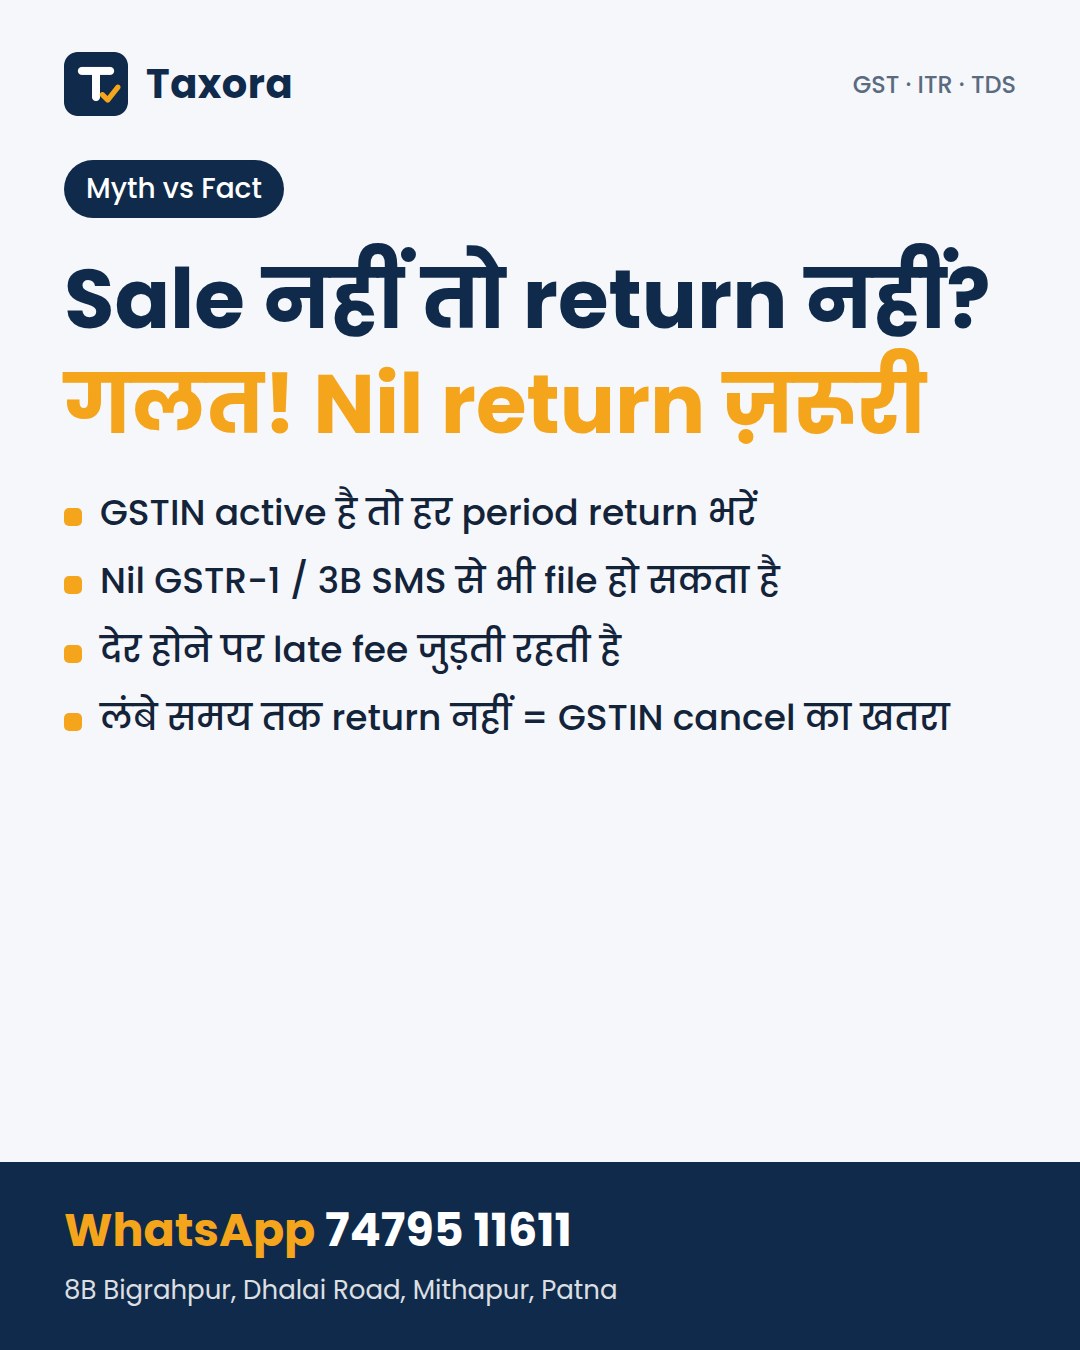 Taxora
GST · ITR · TDS
Myth vs Fact
Sale नहीं तो return नहीं?
गलत! Nil return ज़रूरी
GSTIN active है तो हर period return भरें
Nil GSTR-1 / 3B SMS से भी file हो सकता है
देर होने पर late fee जुड़ती रहती है
लंबे समय तक return नहीं = GSTIN cancel का खतरा
WhatsApp 74795 11611
8B Bigrahpur, Dhalai Road, Mithapur, Patna